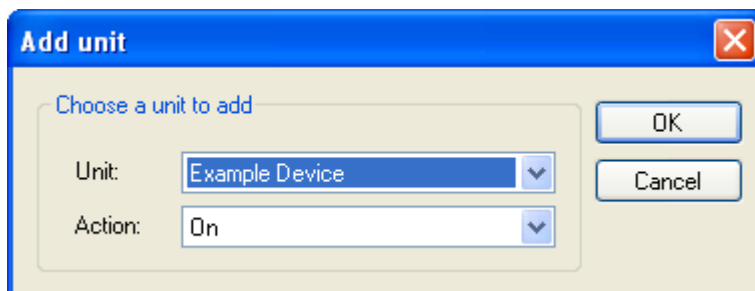 Add unit
Choose a unit to add
Unit: Example Device
Action: On
OK
Cancel